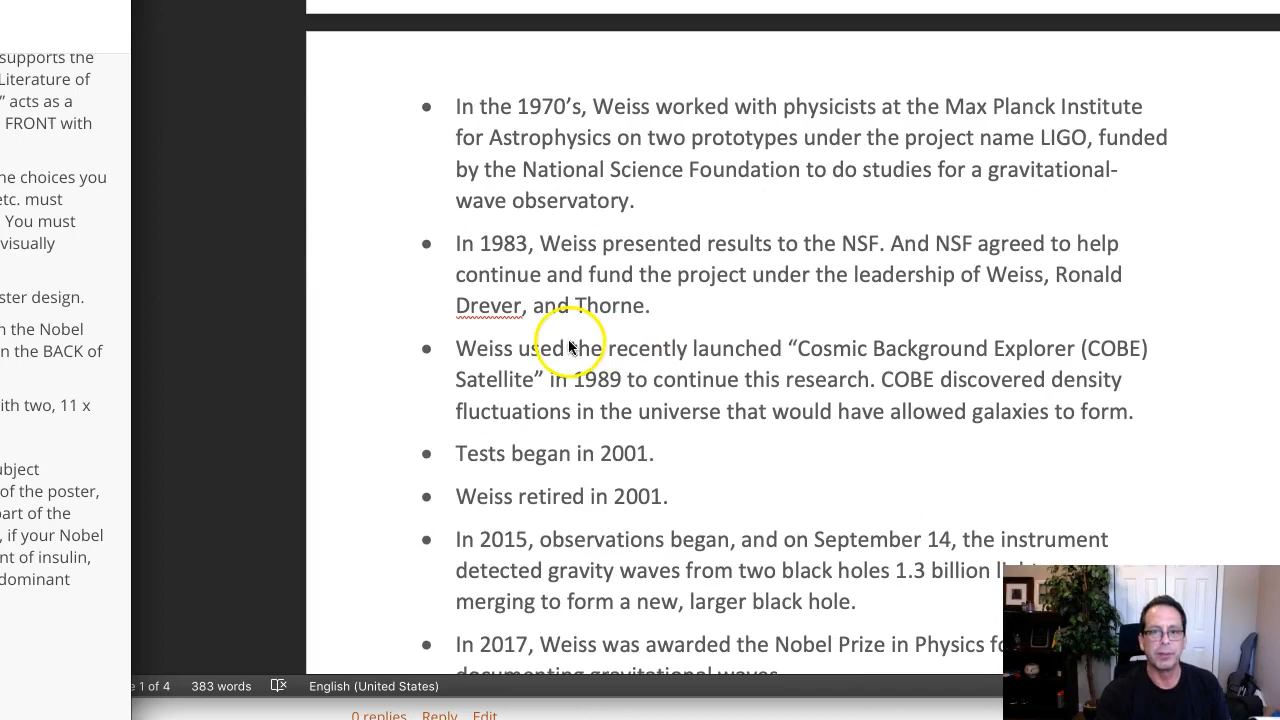 supports the
Literature of
” acts as a
FRONT with
he choices you
etc. must
You must
visually
ster design.
n the Nobel
n the BACK of
ith two, 11 x
ubject
of the poster,
part of the
, if your Nobel
nt of insulin,
dominant
● In the 1970’s, Weiss worked with physicists at the Max Planck Institute
for Astrophysics on two prototypes under the project name LIGO, funded
by the National Science Foundation to do studies for a gravitational-
wave observatory.
● In 1983, Weiss presented results to the NSF. And NSF agreed to help
continue and fund the project under the leadership of Weiss, Ronald
Drever, and Thorne.
● Weiss used the recently launched “Cosmic Background Explorer (COBE)
Satellite” in 1989 to continue this research. COBE discovered density
fluctuations in the universe that would have allowed galaxies to form.
● Tests began in 2001.
● Weiss retired in 2001.
● In 2015, observations began, and on September 14, the instrument
detected gravity waves from two black holes 1.3 billion
merging to form a new, larger black hole.
● In 2017, Weiss was awarded the Nobel Prize in Physics
documenting gravitational waves.
e 1 of 4 383 words English (United States)
0 replies Reply Edit